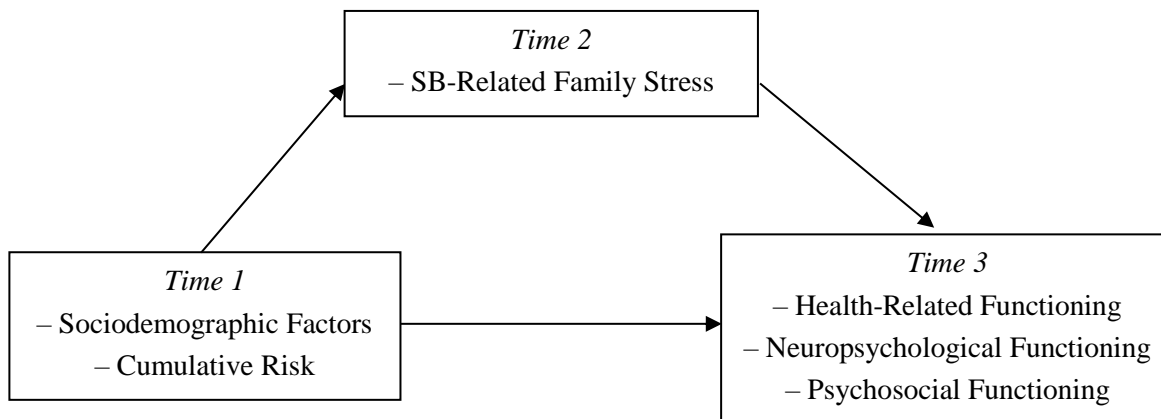 Time 2
– SB-Related Family Stress
Time 1
– Sociodemographic Factors
– Cumulative Risk
Time 3
– Health-Related Functioning
– Neuropsychological Functioning
– Psychosocial Functioning